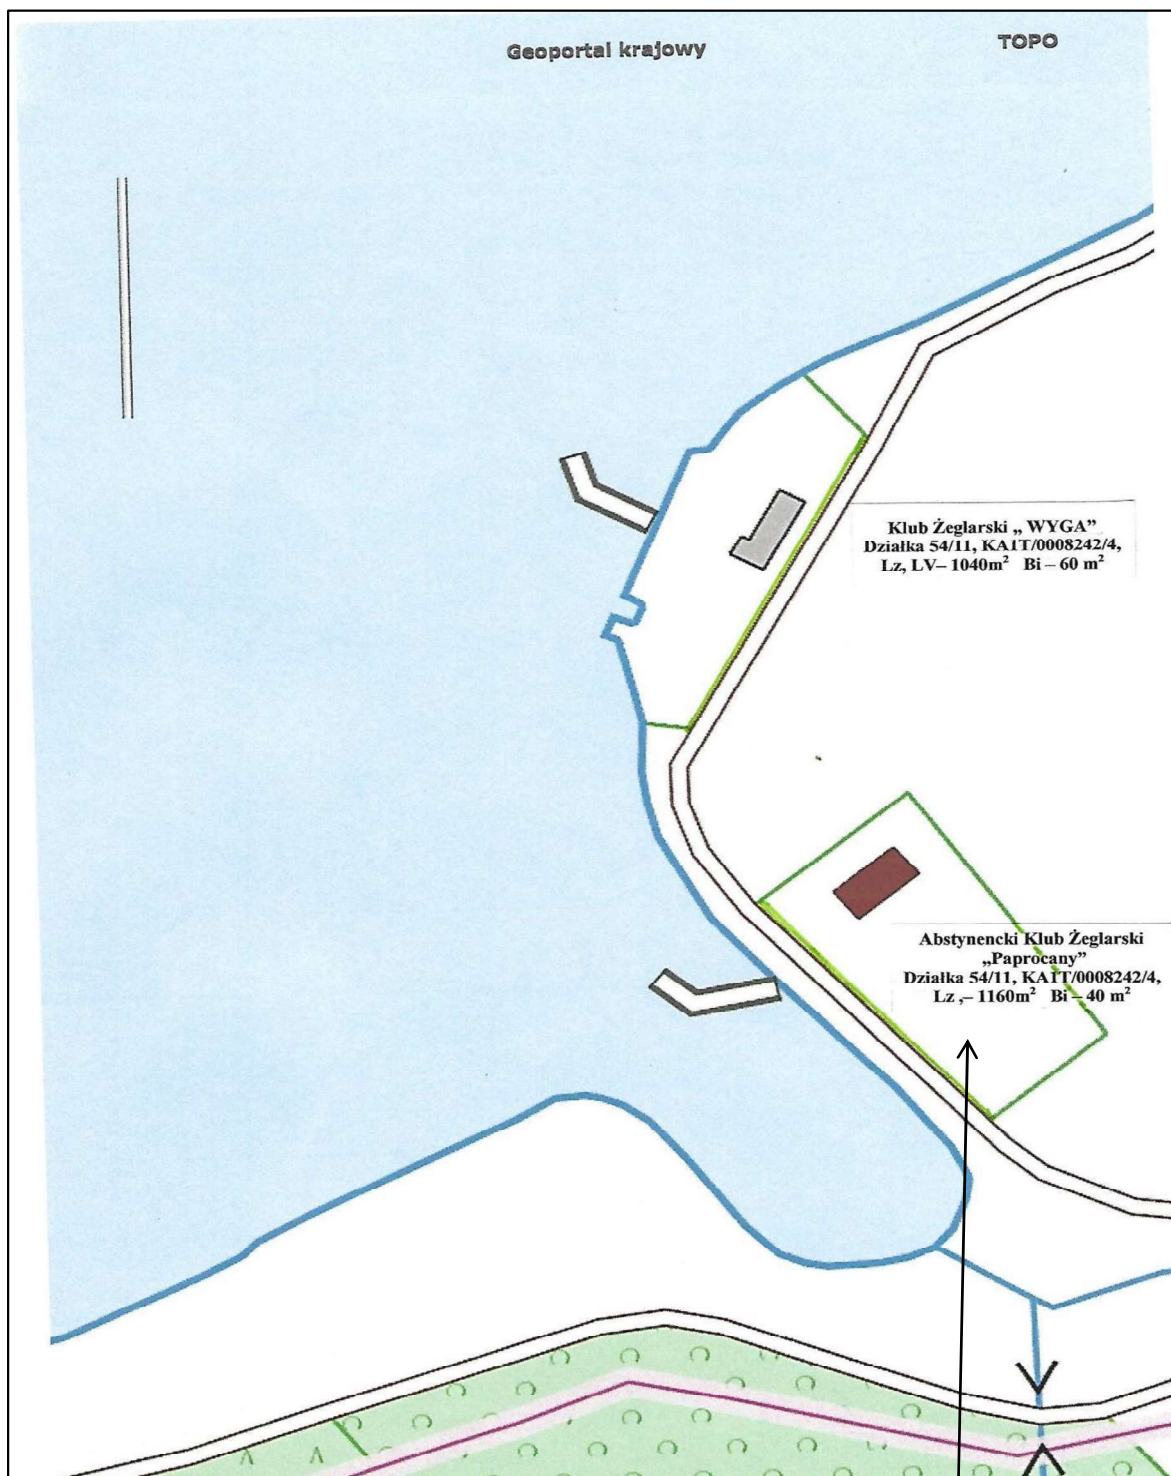 Geoportal krajowy
TOPO
Klub Żeglarski „ WYGA”
Działka 54/11, KA1T/0008242/4,
Lz, LV– 1040m² Bi – 60 m²
Abstynencki Klub Żeglarski
„Paprocany”
Działka 54/11, KA1T/0008242/4,
Lz ,– 1160m² Bi – 40 m²